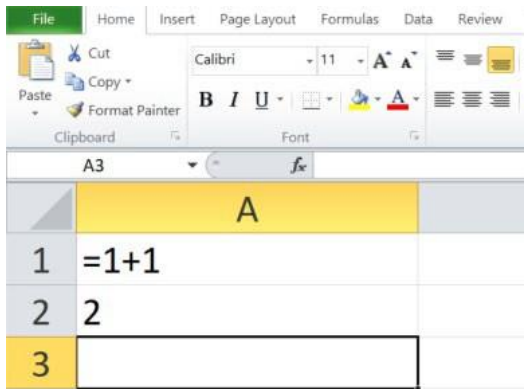 File Home Insert Page Layout Formulas Data Review
Cut
Calibri 11 A A
Copy
Paste
Format Painter
B I U A
Clipboard Font
A3 fx
A
1 =1+1
2 2
3